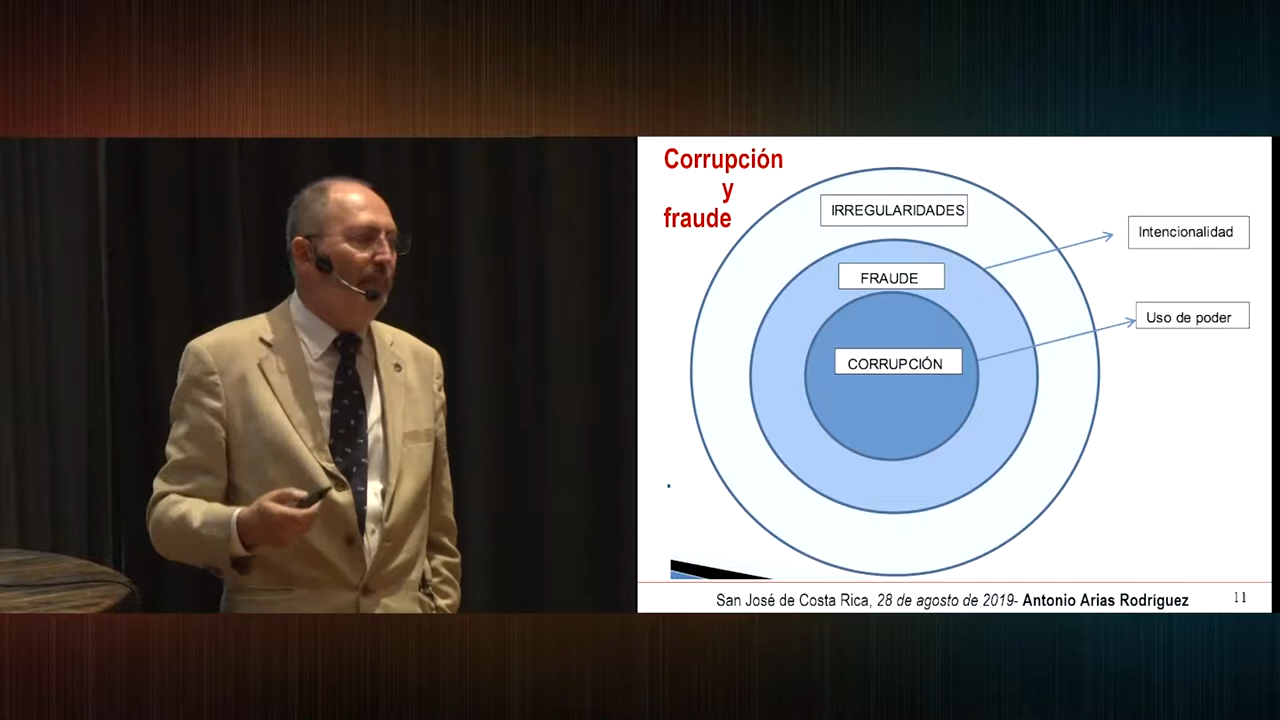 Corrupción
y
fraude
IRREGULARIDADES
Intencionalidad
FRAUDE
Uso de poder
CORRUPCIÓN
San José de Costa Rica, 28 de agosto de 2019- Antonio Arias Rodríguez
11